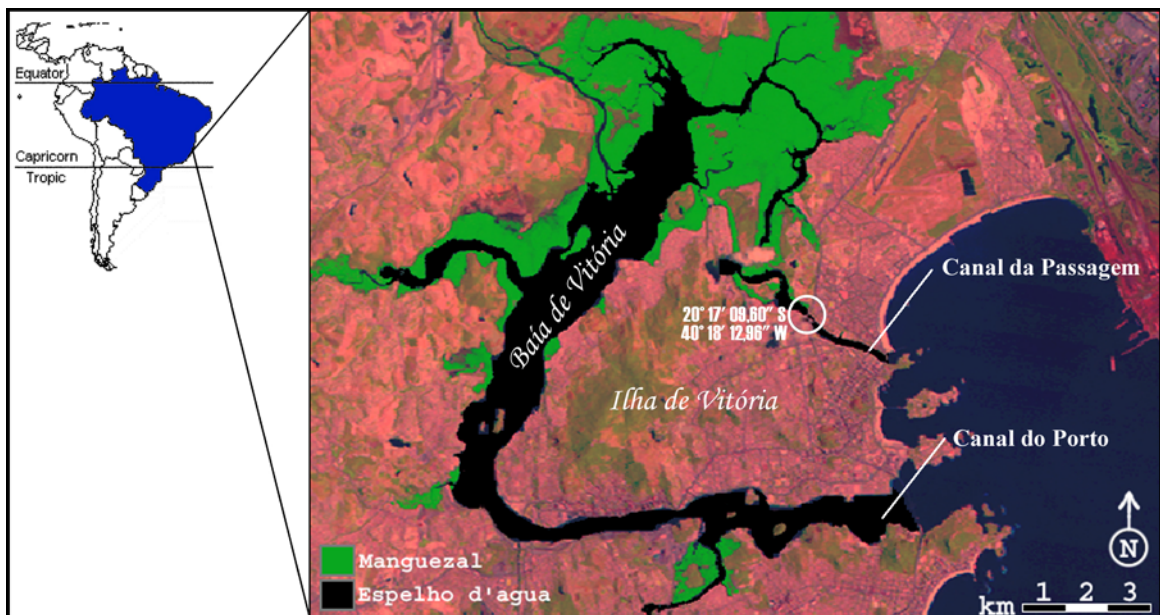 Equator
Capricorn
Tropic
Baía de Vitória
Canal da Passagem
20° 17' 09,60" S
40° 18' 12,96" W
Ilha de Vitória
Canal do Porto
Manguezal
Espelho d'agua
N
km 1 2 3